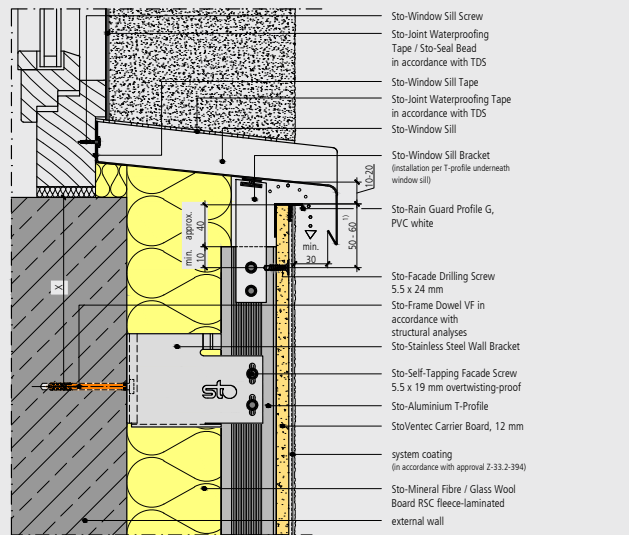 Sto-Window Sill Screw
Sto-Joint Waterproofing
Tape / Sto-Seal Bead
in accordance with TDS
Sto-Window Sill Tape
Sto-Joint Waterproofing Tape
in accordance with TDS
Sto-Window Sill
Sto-Window Sill Bracket
(installation per T-profile underneath
window sill)
Sto-Rain Guard Profile G,
PVC white
Sto-Facade Drilling Screw
5.5 x 24 mm
Sto-Frame Dowel VF in
accordance with
structural analyses
Sto-Stainless Steel Wall Bracket
Sto-Self-Tapping Facade Screw
5.5 x 19 mm overtwisting-proof
Sto-Aluminium T-Profile
StoVentec Carrier Board, 12 mm
system coating
(in accordance with approval Z-33.2-394)
Sto-Mineral Fibre / Glass Wool
Board RSC fleece-laminated
external wall
10-20
50 - 60 1)
min.
30
approx.
40
min.
10
X
sto